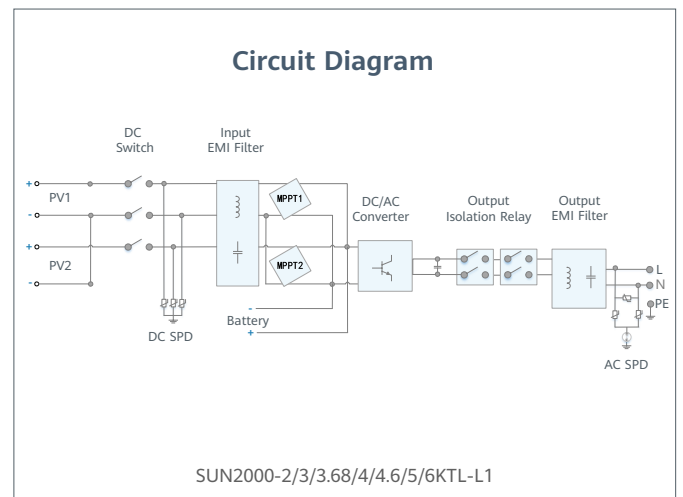 Circuit Diagram
DC
Switch
Input
EMI Filter
+
PV1
-
+
PV2
-
MPPT1
MPPT2
DC/AC
Converter
Output
Isolation Relay
Output
EMI Filter
L
N
PE
DC SPD
-
Battery
+
AC SPD
SUN2000-2/3/3.68/4/4.6/5/6KTL-L1